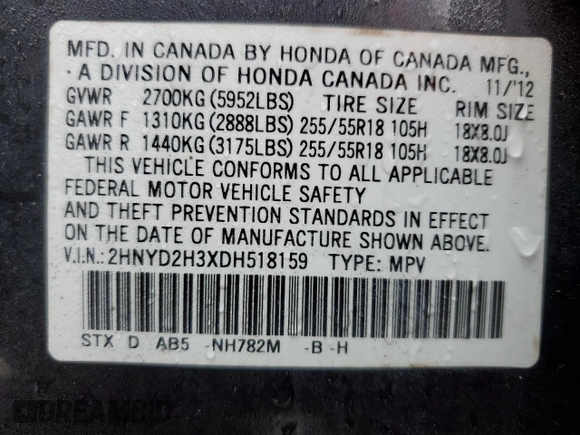 MFD. IN CANADA BY HONDA OF CANADA MFG.,
· A DIVISION OF HONDA CANADA INC. 11/'12
GVWR 2700KG (5952LBS) TIRE SIZE RIM SIZE
GAWR F 1310KG (2888LBS) 255/55R18 105H 18X8.0J
GAWR R 1440KG (3175LBS) 255/55R18 105H 18X8.0J
THIS VEHICLE CONFORMS TO ALL APPLICABLE
FEDERAL MOTOR VEHICLE SAFETY
AND THEFT PREVENTION STANDARDS IN EFFECT
ON THE DATE OF MANUFACTURE SHOWN ABOVE.
V.I.N.: 2HNYD2H3XDH518159 TYPE: MPV
STX D AB5 -NH782M -B -H
DREAMBID